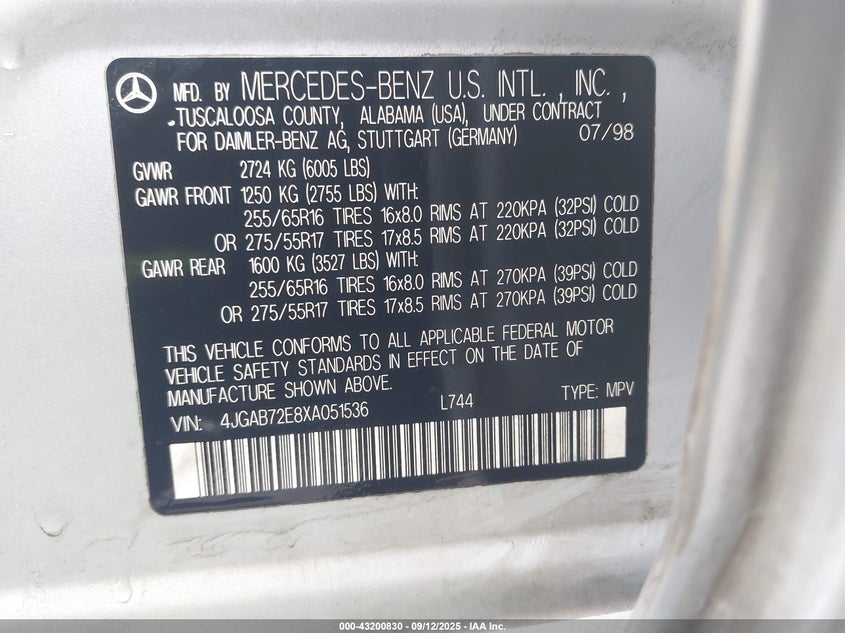 MFD. BY MERCEDES-BENZ U.S. INTL. , INC. ,
TUSCALOOSA COUNTY, ALABAMA (USA), UNDER CONTRACT
FOR DAIMLER-BENZ AG, STUTTGART (GERMANY) 07/98
GVWR 2724 KG (6005 LBS)
GAWR FRONT 1250 KG (2755 LBS) WITH:
255/65R16 TIRES 16x8.0 RIMS AT 220KPA (32PSI) COLD
OR 275/55R17 TIRES 17x8.5 RIMS AT 220KPA (32PSI) COLD
GAWR REAR 1600 KG (3527 LBS) WITH:
255/65R16 TIRES 16x8.0 RIMS AT 270KPA (39PSI) COLD
OR 275/55R17 TIRES 17x8.5 RIMS AT 270KPA (39PSI) COLD
THIS VEHICLE CONFORMS TO ALL APPLICABLE FEDERAL MOTOR
VEHICLE SAFETY STANDARDS IN EFFECT ON THE DATE OF
MANUFACTURE SHOWN ABOVE.
VIN: 4JGAB72E8XA051536 L744 TYPE: MPV
000-43200830 - 09/12/2025 - IAA Inc.